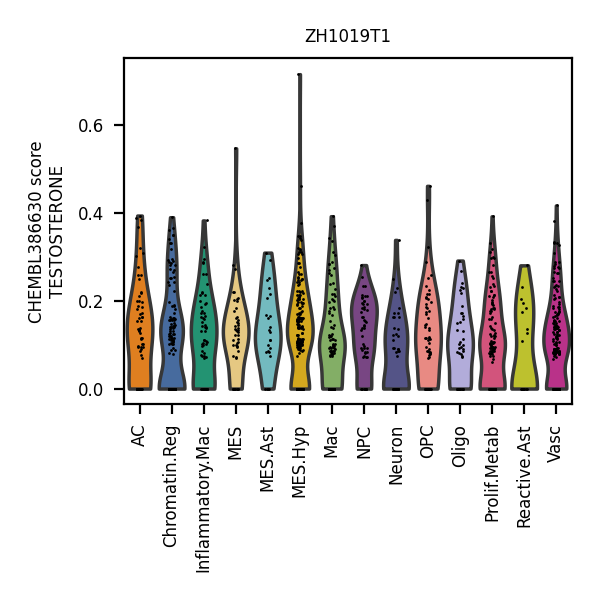 ZH1019T1
CHEMBL386630 score
TESTOSTERONE
0.6
0.4
0.2
0.0
AC
Chromatin.Reg
Inflammatory.Mac
MES
MES.Ast
MES.Hyp
Mac
NPC
Neuron
OPC
Oligo
Prolif.Metab
Reactive.Ast
Vasc